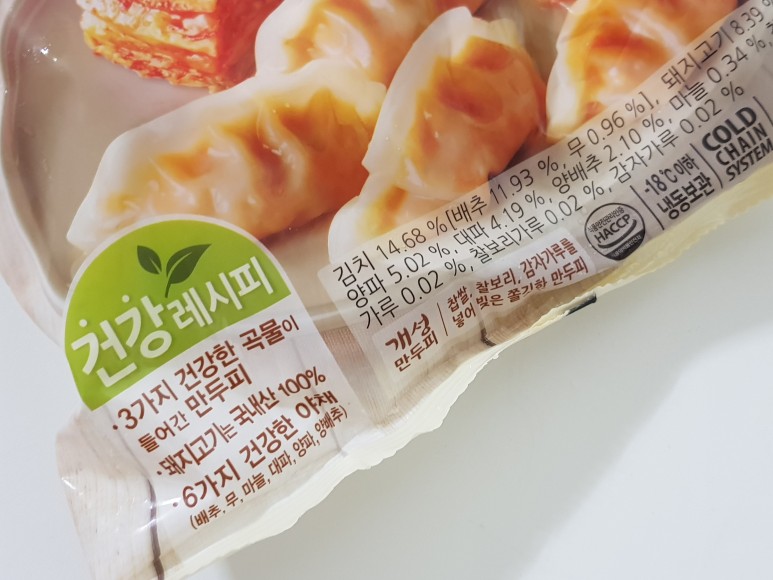 김치 14.68 %[배추 11.93 %, 무 0.96 %], 돼지고기 8.39
양파 5.02 %, 대파 4.19 %, 양배추 2.10 %, 마늘 0.34 %
가루 0.02 %, 찰보리가루 0.02 %, 감자가루 0.02 %
-18℃이하
냉동보관
COLD
CHAIN
SYSTEM
HACCP
개성
만두피
찹쌀, 찰보리, 감자가루를
넣어 빚은 쫄깃한 만두피
건강레시피
·3가지 건강한 곡물이
들어간 만두피
·돼지고기는 국내산 100%
·6가지 건강한 야채
(배추, 무, 마늘, 대파, 양파, 양배추)